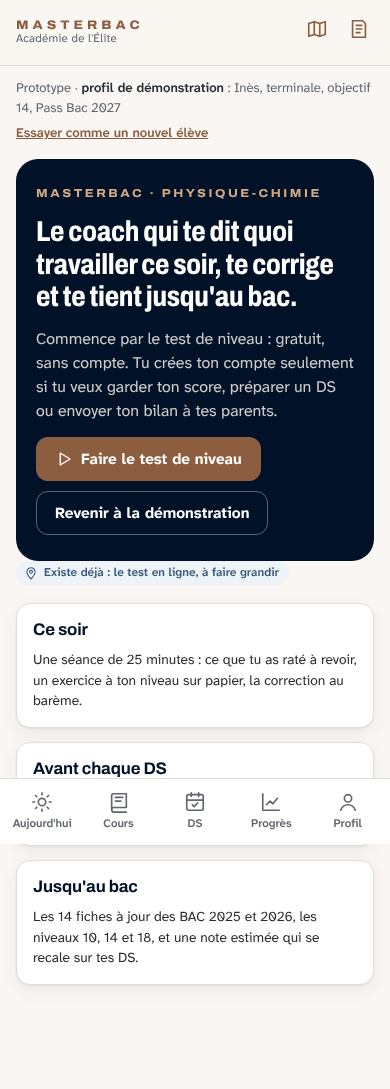 MASTERBAC
Académie de l'Élite
Prototype · profil de démonstration : Inès, terminale, objectif
14, Pass Bac 2027
Essayer comme un nouvel élève
MASTERBAC · PHYSIQUE-CHIMIE
Le coach qui te dit quoi
travailler ce soir, te corrige
et te tient jusqu'au bac.
Commence par le test de niveau : gratuit,
sans compte. Tu crées ton compte seulement
si tu veux garder ton score, préparer un DS
ou envoyer ton bilan à tes parents.
Faire le test de niveau
Revenir à la démonstration
Existe déjà : le test en ligne, à faire grandir
Ce soir
Une séance de 25 minutes : ce que tu as raté à revoir,
un exercice à ton niveau sur papier, la correction au
barème.
Avant chaque DS
Aujourd'hui
Cours
DS
Progrès
Profil
Jusqu'au bac
Les 14 fiches à jour des BAC 2025 et 2026, les
niveaux 10, 14 et 18, et une note estimée qui se
recale sur tes DS.